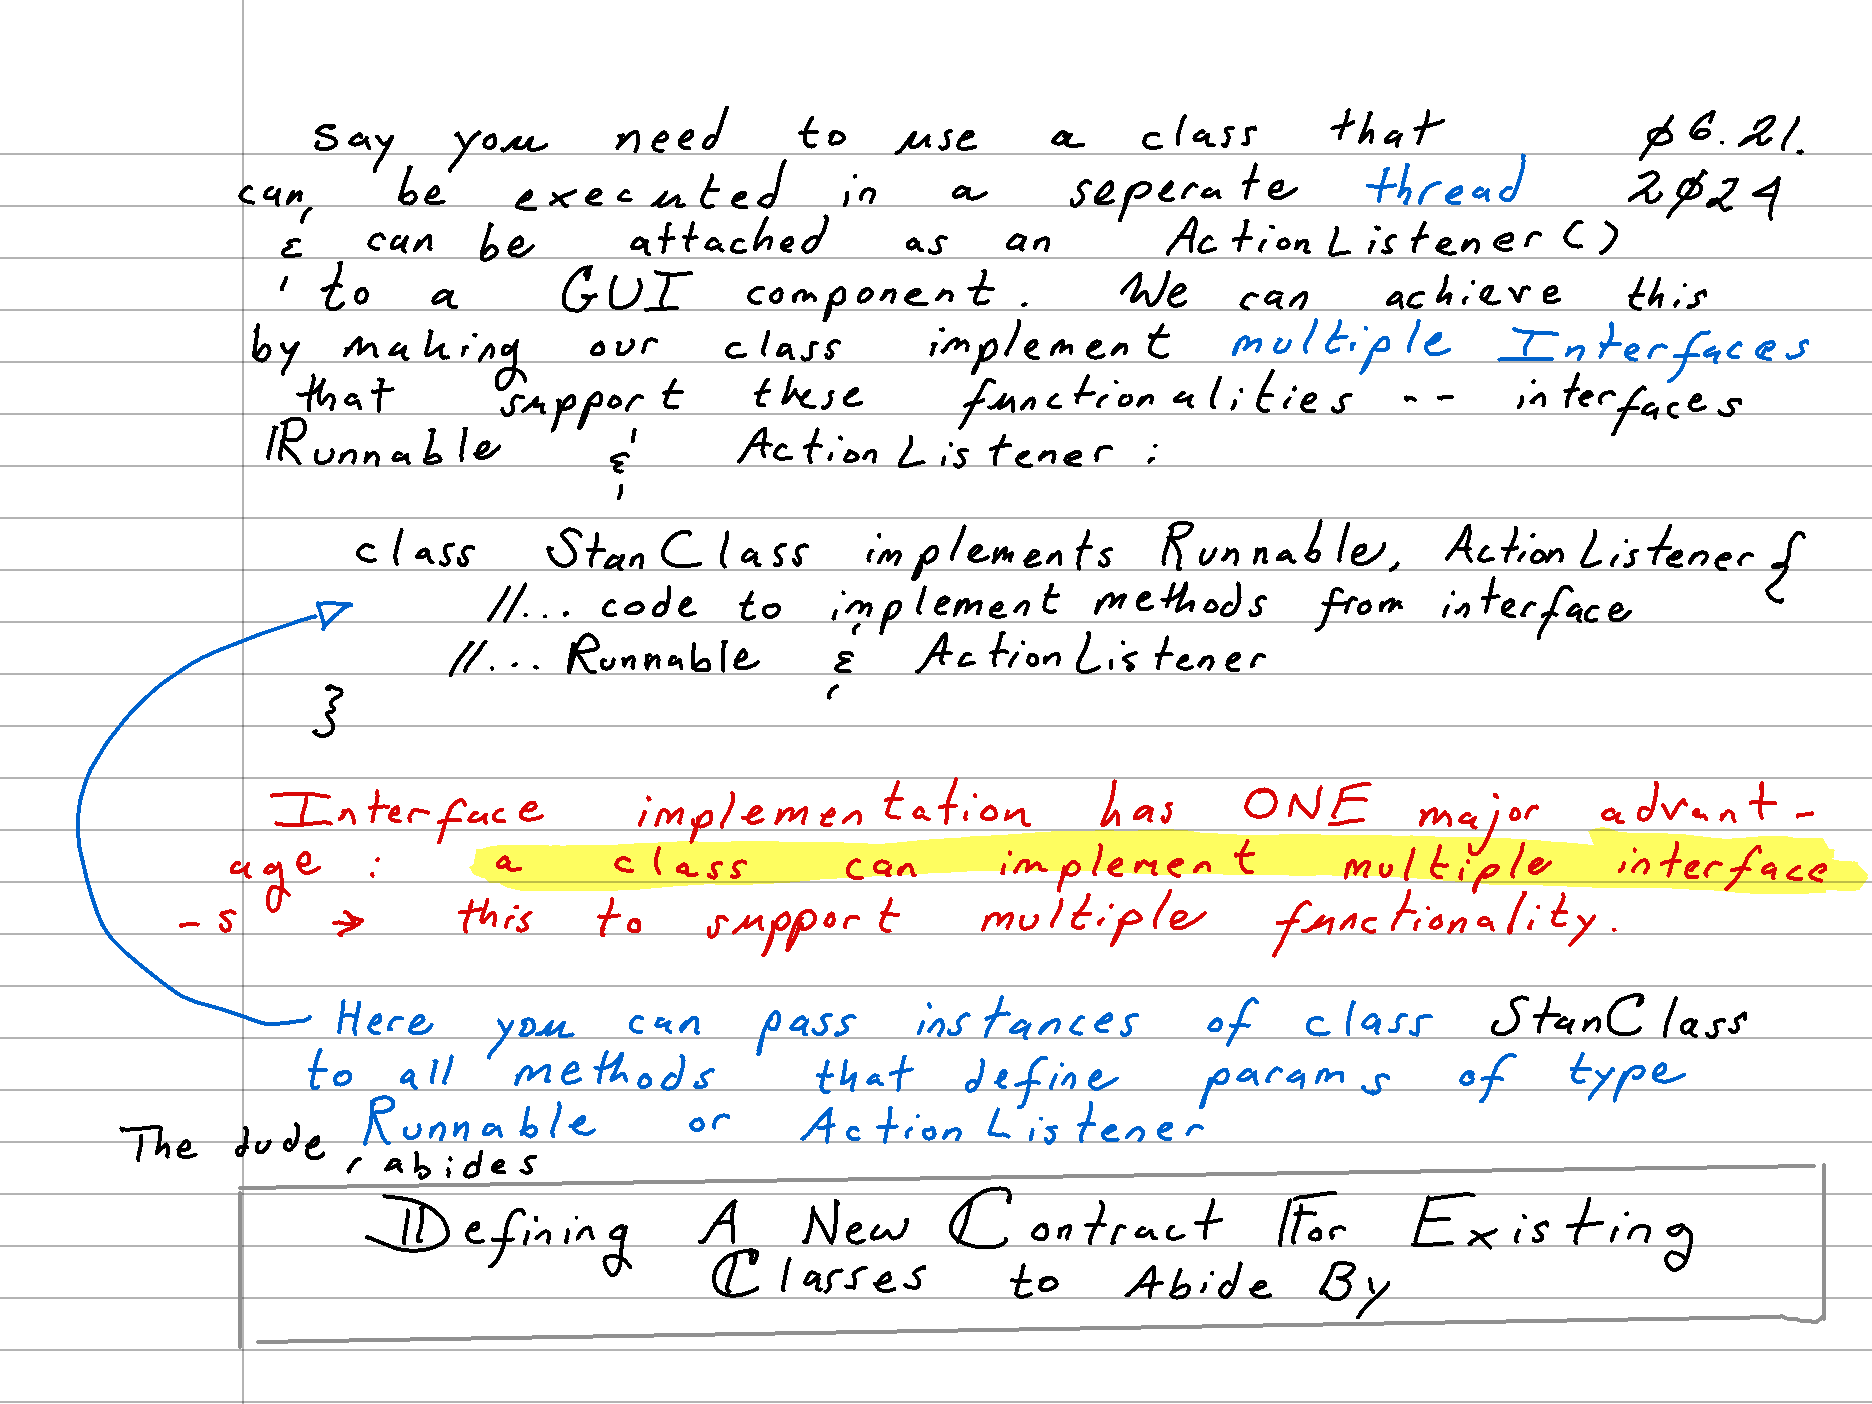 Say you need to use a class that ø6.21.
can be executed in a seperate thread 2ø24
& can be attached as an ActionListener()
to a GUI component. We can achieve this
by making our class implement multiple Interfaces
that support these functionalities -- interfaces
Runnable & ActionListener :
class StanClass implements Runnable, ActionListener {
//... code to implement methods from interface
//... Runnable & ActionListener
}
Interface implementation has ONE major advant-
age : a class can implement multiple interface
-s → this to support multiple functionality.
Here you can pass instances of class StanClass
to all methods that define params of type
Runnable or ActionListener
The dude abides
Defining A New Contract For Existing
Classes to Abide By